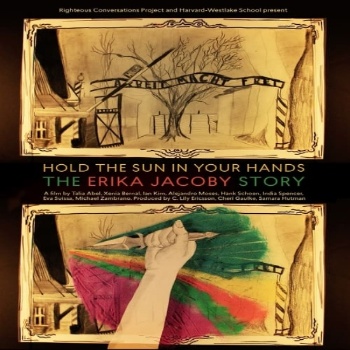 Righteous Conversations Project and Harvard-Westlake School present
ARBEIT MACHT FREI
HOLD THE SUN IN YOUR HANDS
THE ERIKA JACOBY STORY
A film by Talia Abel, Xenia Bernal, Ian Kim, Alejandro Moses, Hank Schoen, India Spencer,
Eva Suissa, Michael Zambrano. Produced by C. Lily Ericsson, Cheri Gaulke, Samara Hutman